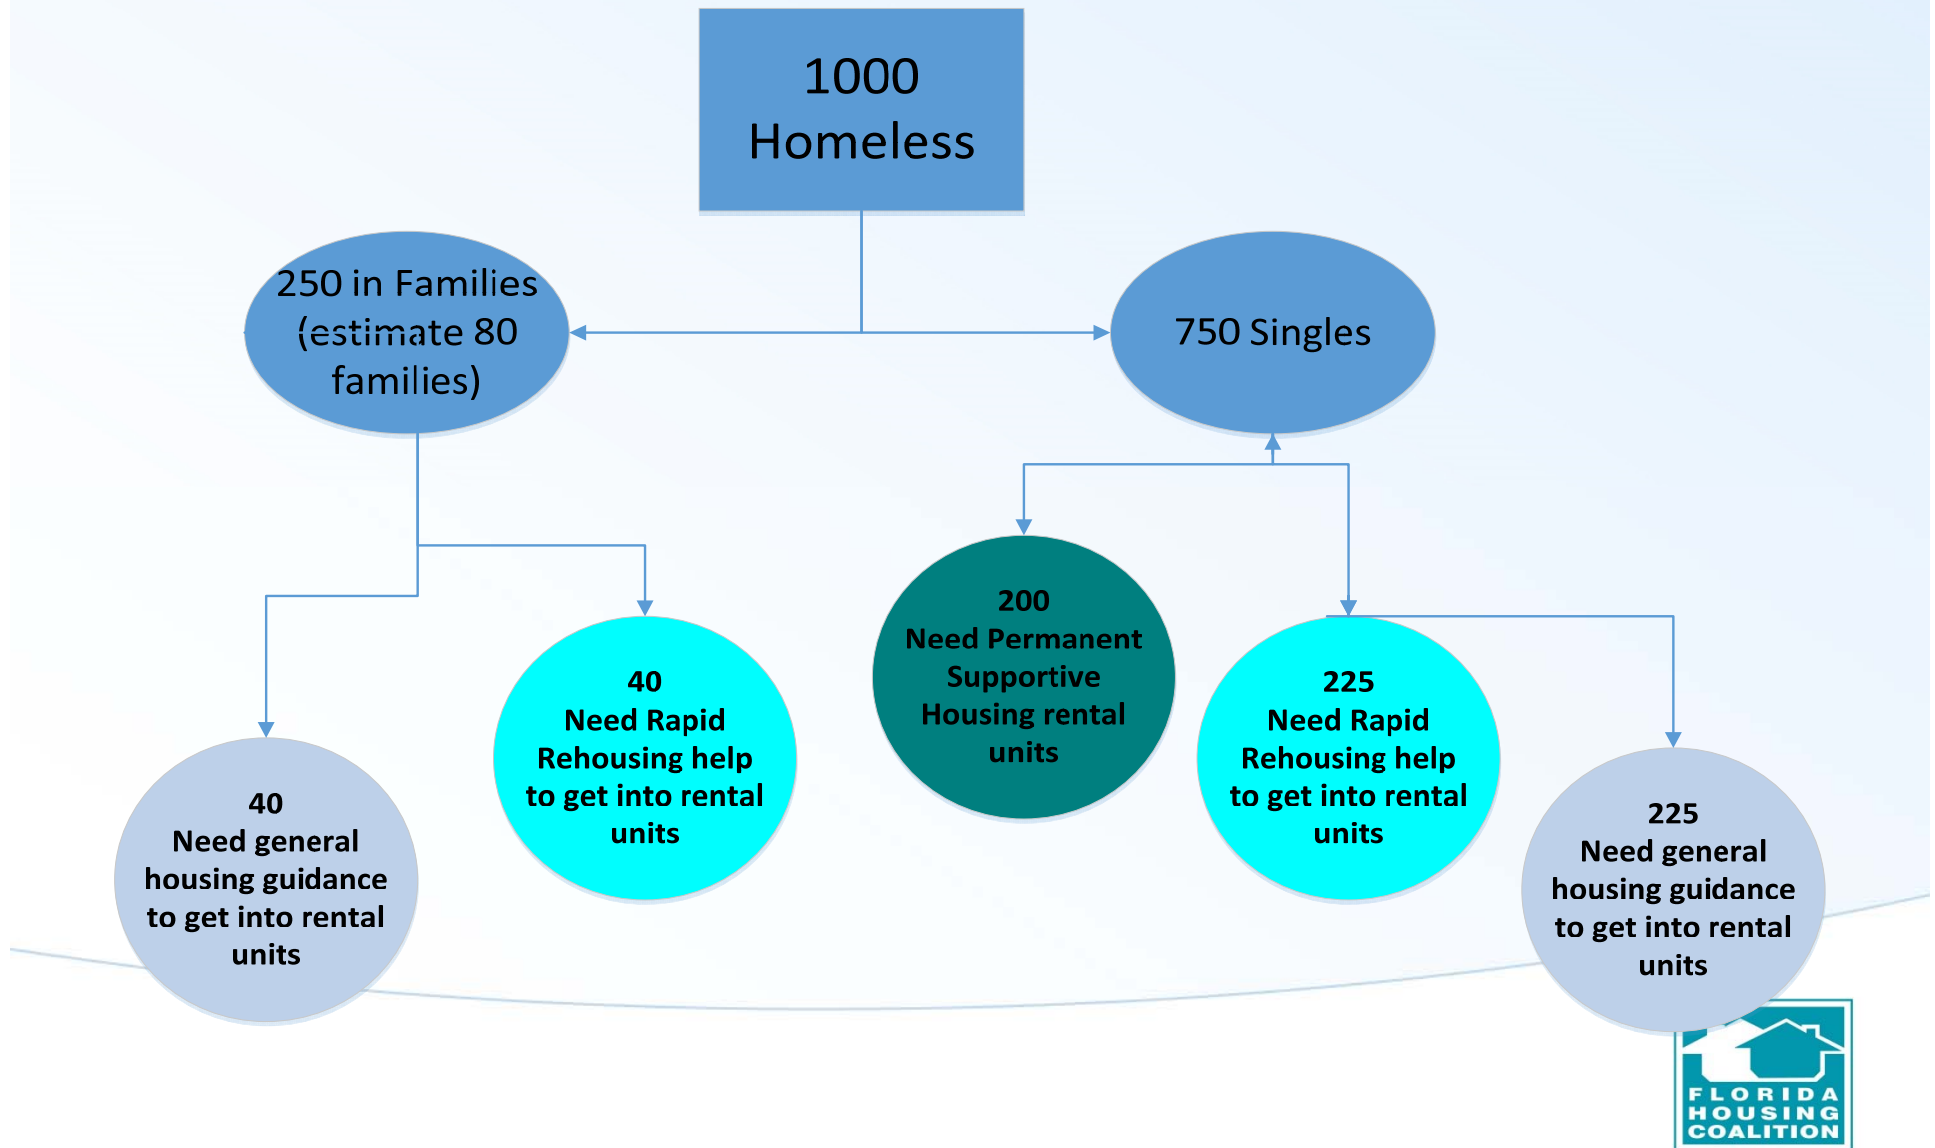 1000
Homeless
250 in Families
(estimate 80
families)
750 Singles
200
Need Permanent
Supportive
Housing rental
units
40
Need Rapid
Rehousing help
to get into rental
units
225
Need Rapid
Rehousing help
to get into rental
units
40
Need general
housing guidance
to get into rental
units
225
Need general
housing guidance
to get into rental
units
FLORIDA
HOUSING
COALITION